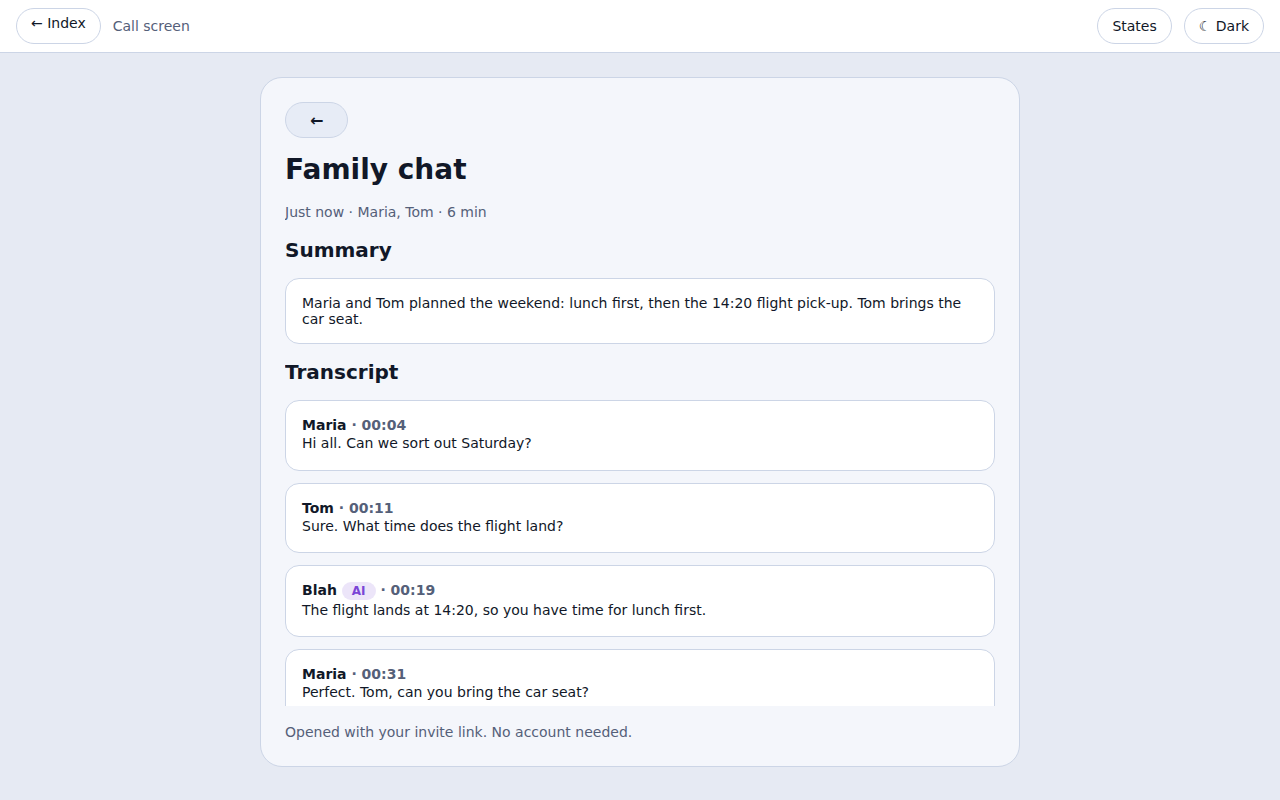 ← Index
Call screen
States
☾ Dark
←
Family chat
Just now · Maria, Tom · 6 min
Summary
Maria and Tom planned the weekend: lunch first, then the 14:20 flight pick-up. Tom brings the
car seat.
Transcript
Maria · 00:04
Hi all. Can we sort out Saturday?
Tom · 00:11
Sure. What time does the flight land?
Blah AI · 00:19
The flight lands at 14:20, so you have time for lunch first.
Maria · 00:31
Perfect. Tom, can you bring the car seat?
Opened with your invite link. No account needed.